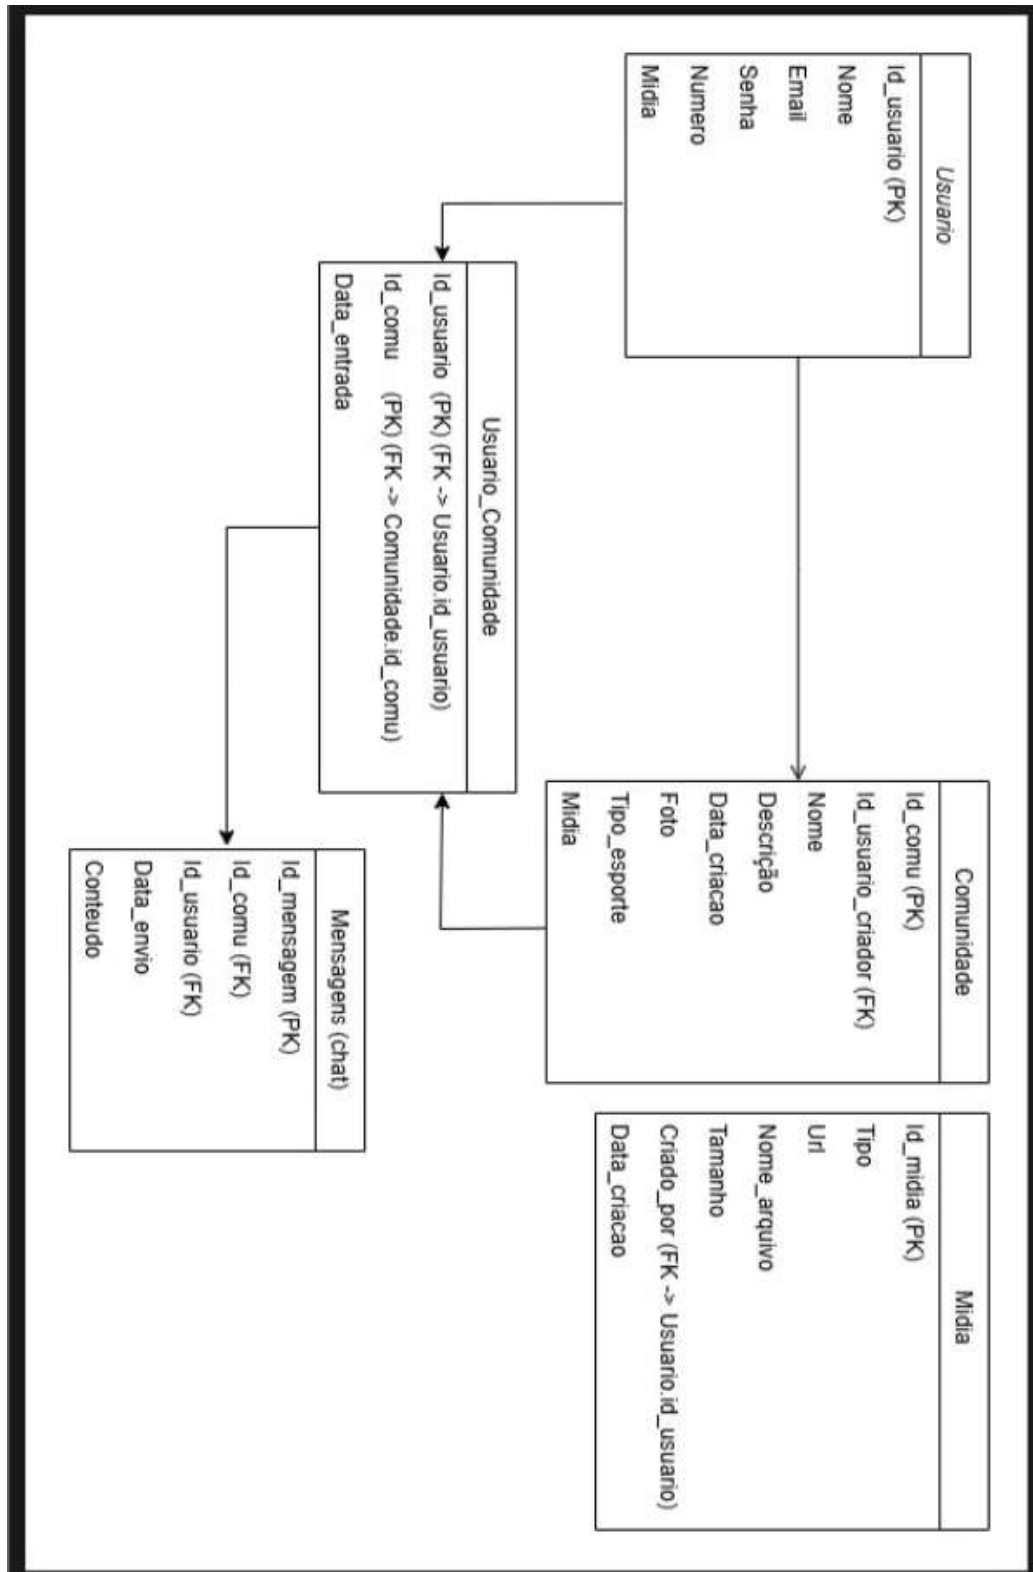 Usuario
Id_usuario (PK)
Nome
Email
Senha
Numero
Midia
Comunidade
Id_comu (PK)
Id_usuario_criador (FK)
Nome
Descrição
Data_criacao
Foto
Tipo_esporte
Midia
Midia
Id_midia (PK)
Tipo
Url
Nome_arquivo
Tamanho
Criado_por (FK -> Usuario.id_usuario)
Data_criacao
Usuario_Comunidade
Id_usuario (PK) (FK -> Usuario.id_usuario)
Id_comu (PK) (FK -> Comunidade.id_comu)
Data_entrada
Mensagens (chat)
Id_mensagem (PK)
Id_comu (FK)
Id_usuario (FK)
Data_envio
Conteudo